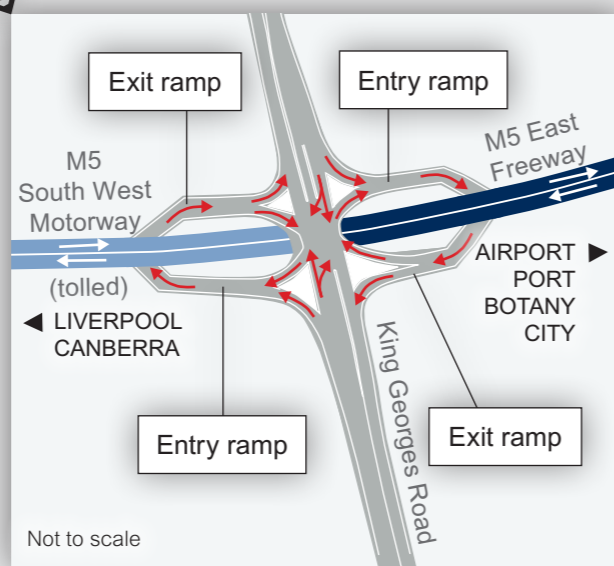 Exit ramp
Entry ramp
M5
South West
Motorway
M5 East
Freeway
(tolled)
◀ LIVERPOOL
CANBERRA
AIRPORT ▶
PORT
BOTANY
CITY
King Georges Road
Entry ramp
Exit ramp
Not to scale